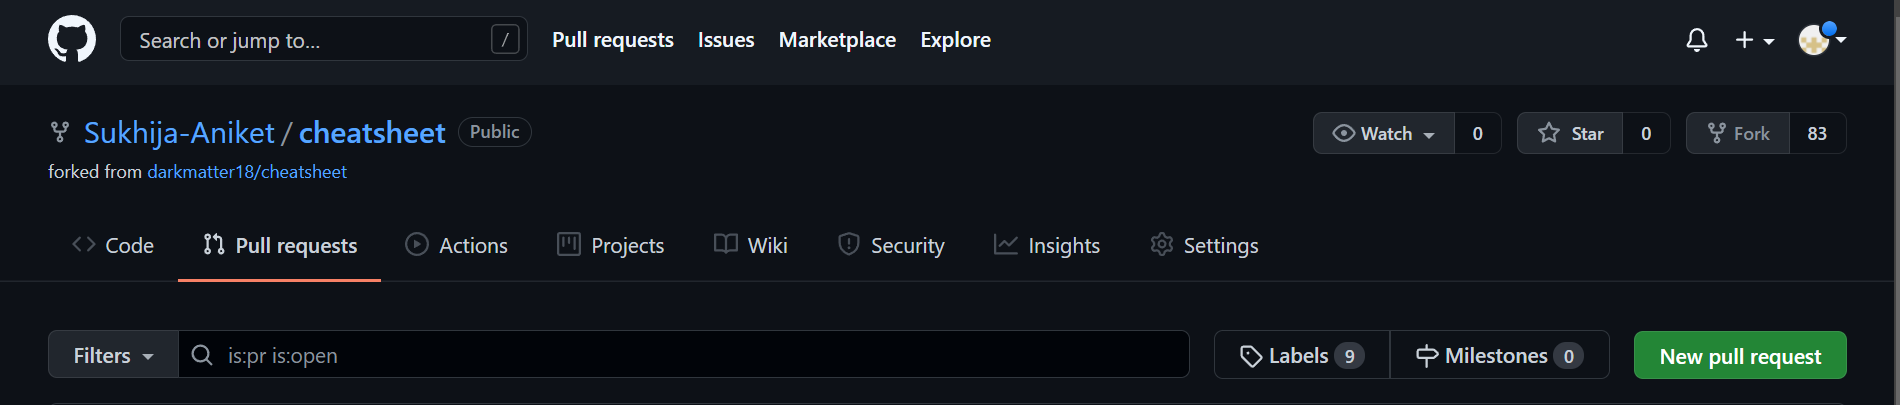 Search or jump to... / Pull requests Issues Marketplace Explore
Sukhija-Aniket / cheatsheet Public Watch 0 Star 0 Fork 83
forked from darkmatter18/cheatsheet
Code Pull requests Actions Projects Wiki Security Insights Settings
Filters is:pr is:open Labels 9 Milestones 0 New pull request